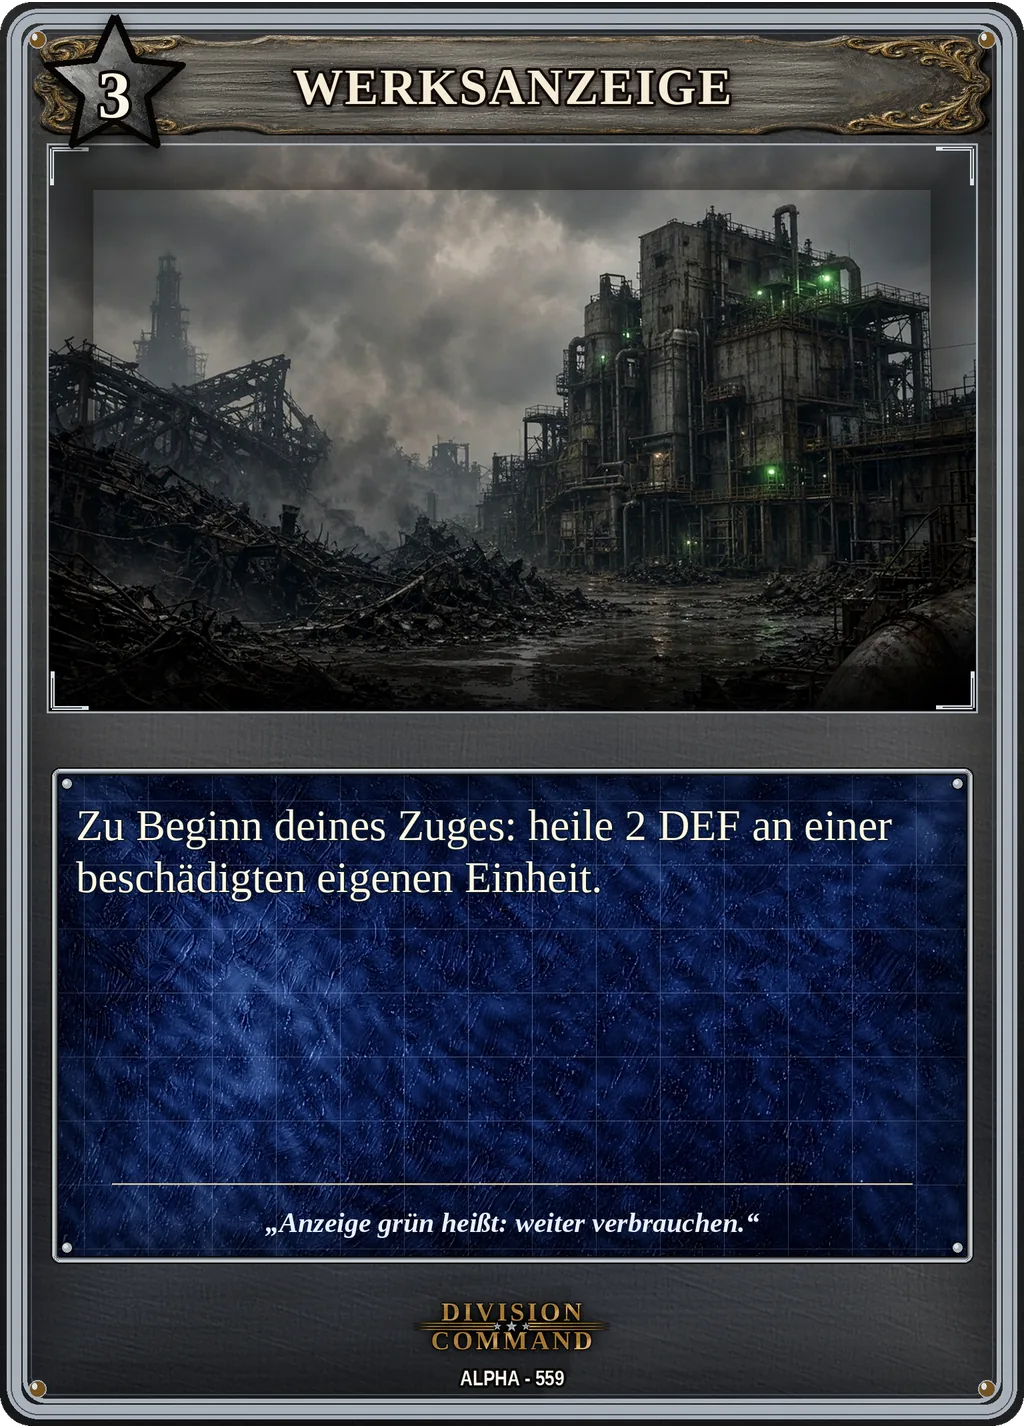 3
WERKSANZEIGE
Zu Beginn deines Zuges: heile 2 DEF an einer
beschädigten eigenen Einheit.
„Anzeige grün heißt: weiter verbrauchen.“
DIVISION
COMMAND
ALPHA - 559